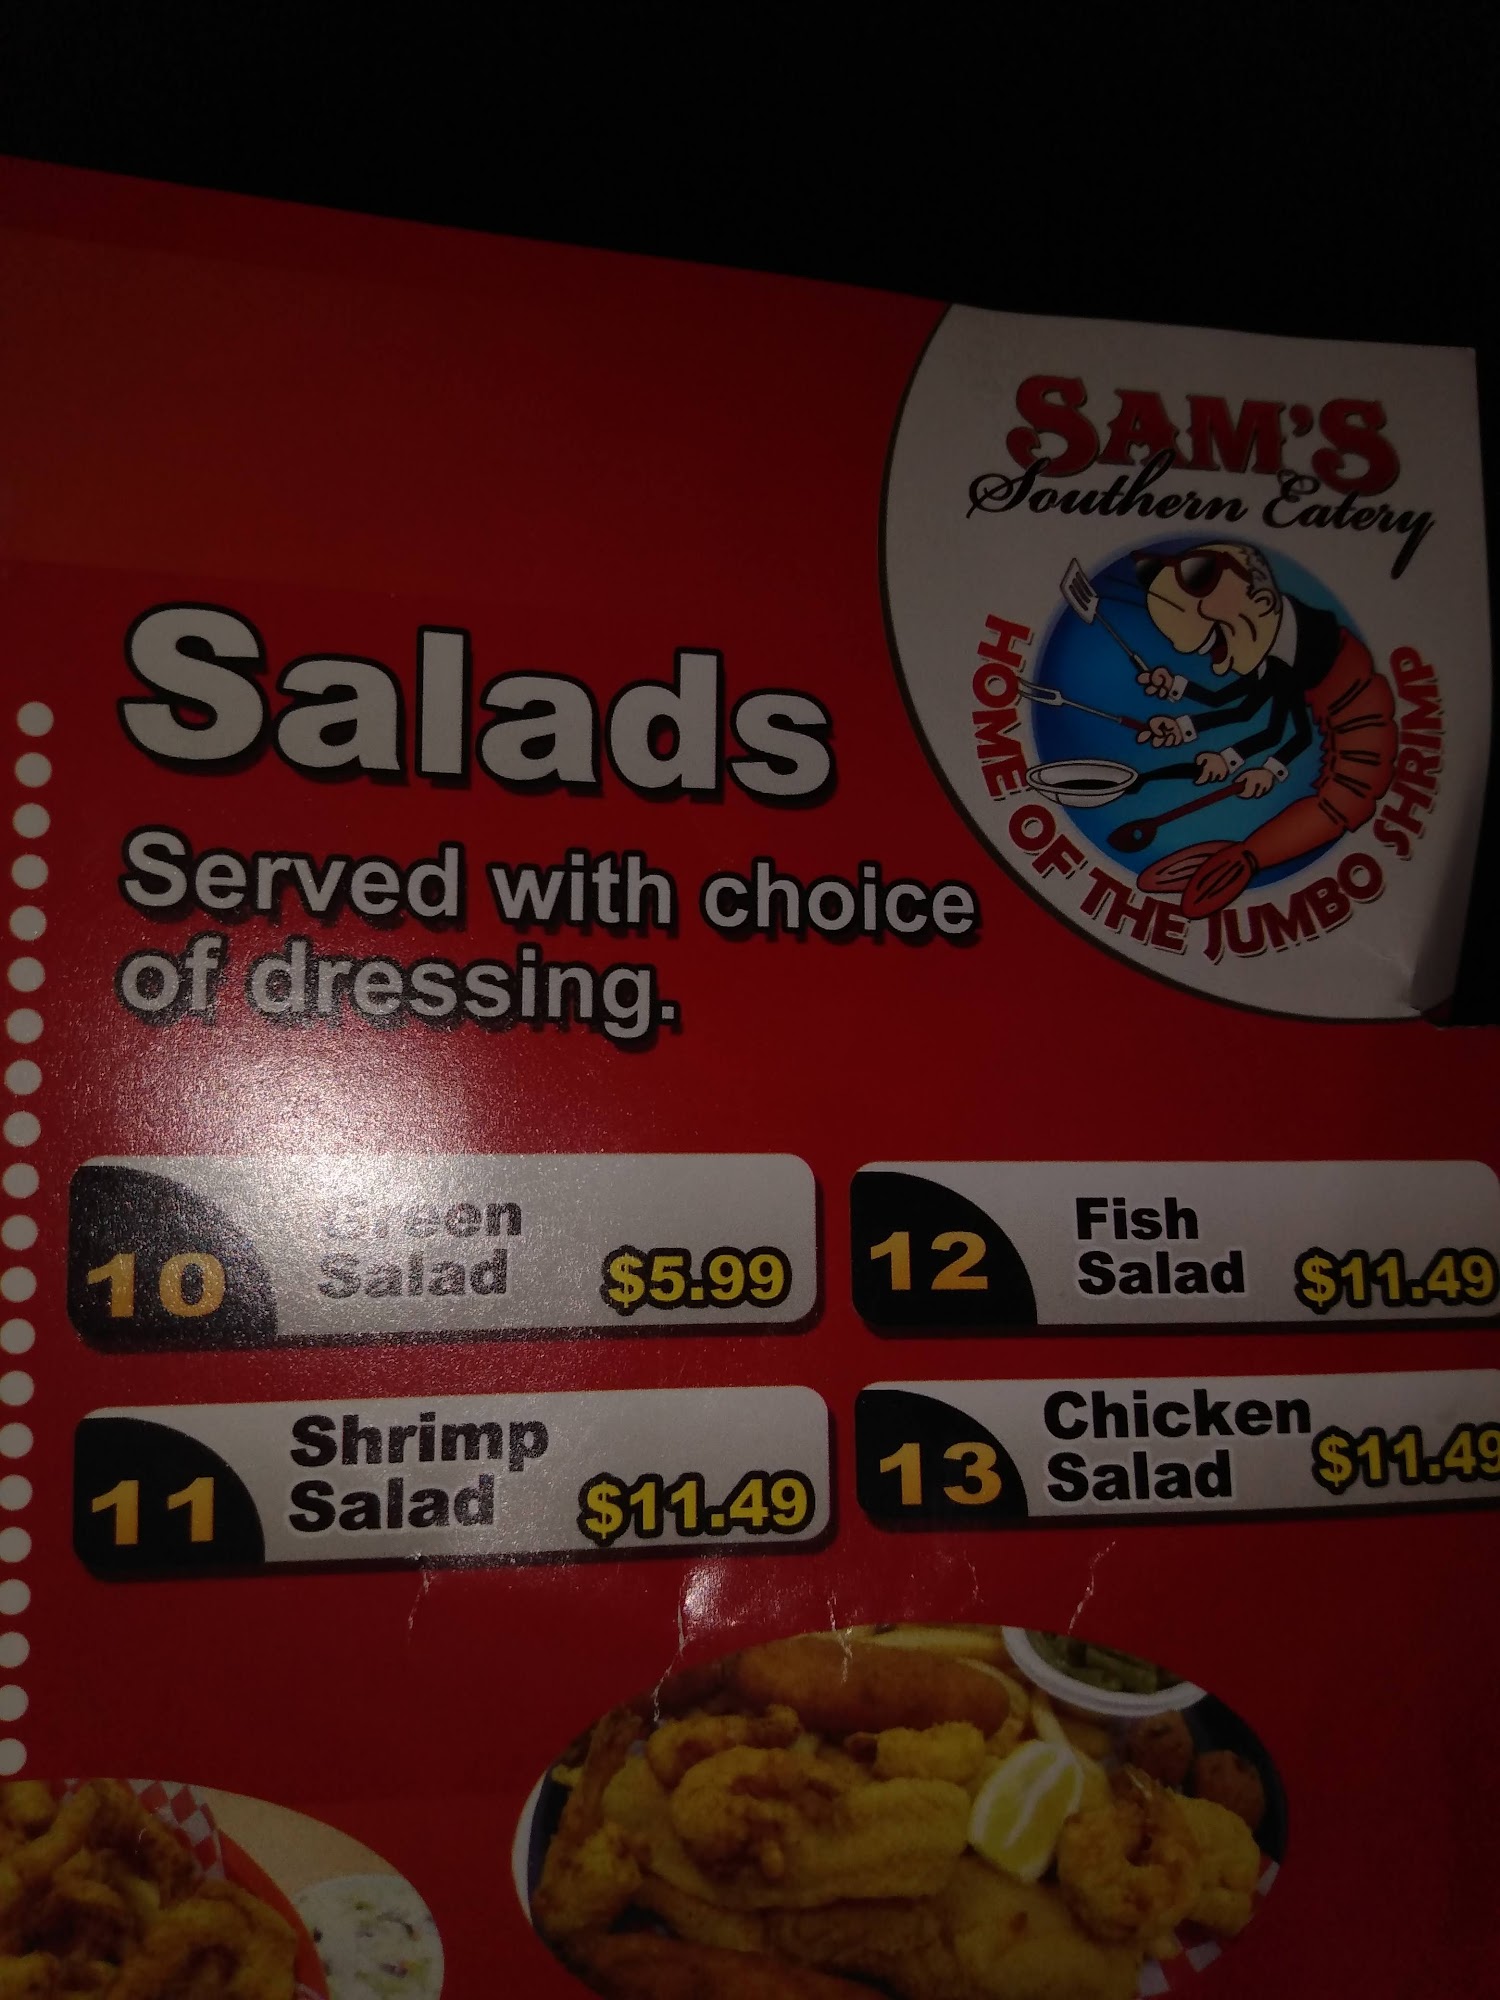 SAM'S
Southern Eatery
HOME OF THE JUMBO SHRIMP
Salads
Served with choice
of dressing.
10 Green
Salad $5.99
12 Fish
Salad $11.49
11 Shrimp
Salad $11.49
13 Chicken
Salad $11.49